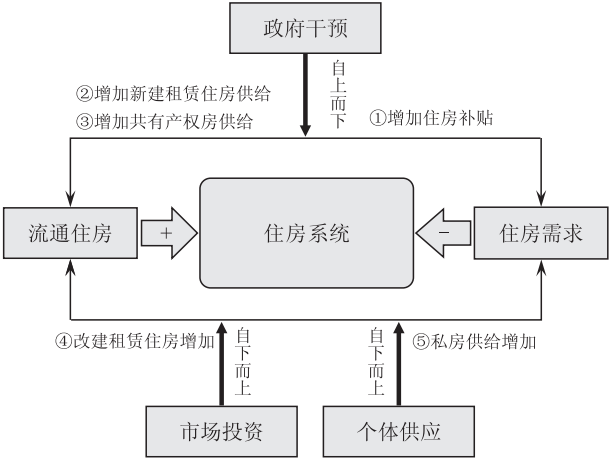 政府干预
自上而下
②增加新建租赁住房供给
③增加共有产权房供给
①增加住房补贴
流通住房
+
住房系统
−
住房需求
④改建租赁住房增加
自下而上
自下而上
⑤私房供给增加
市场投资
个体供应